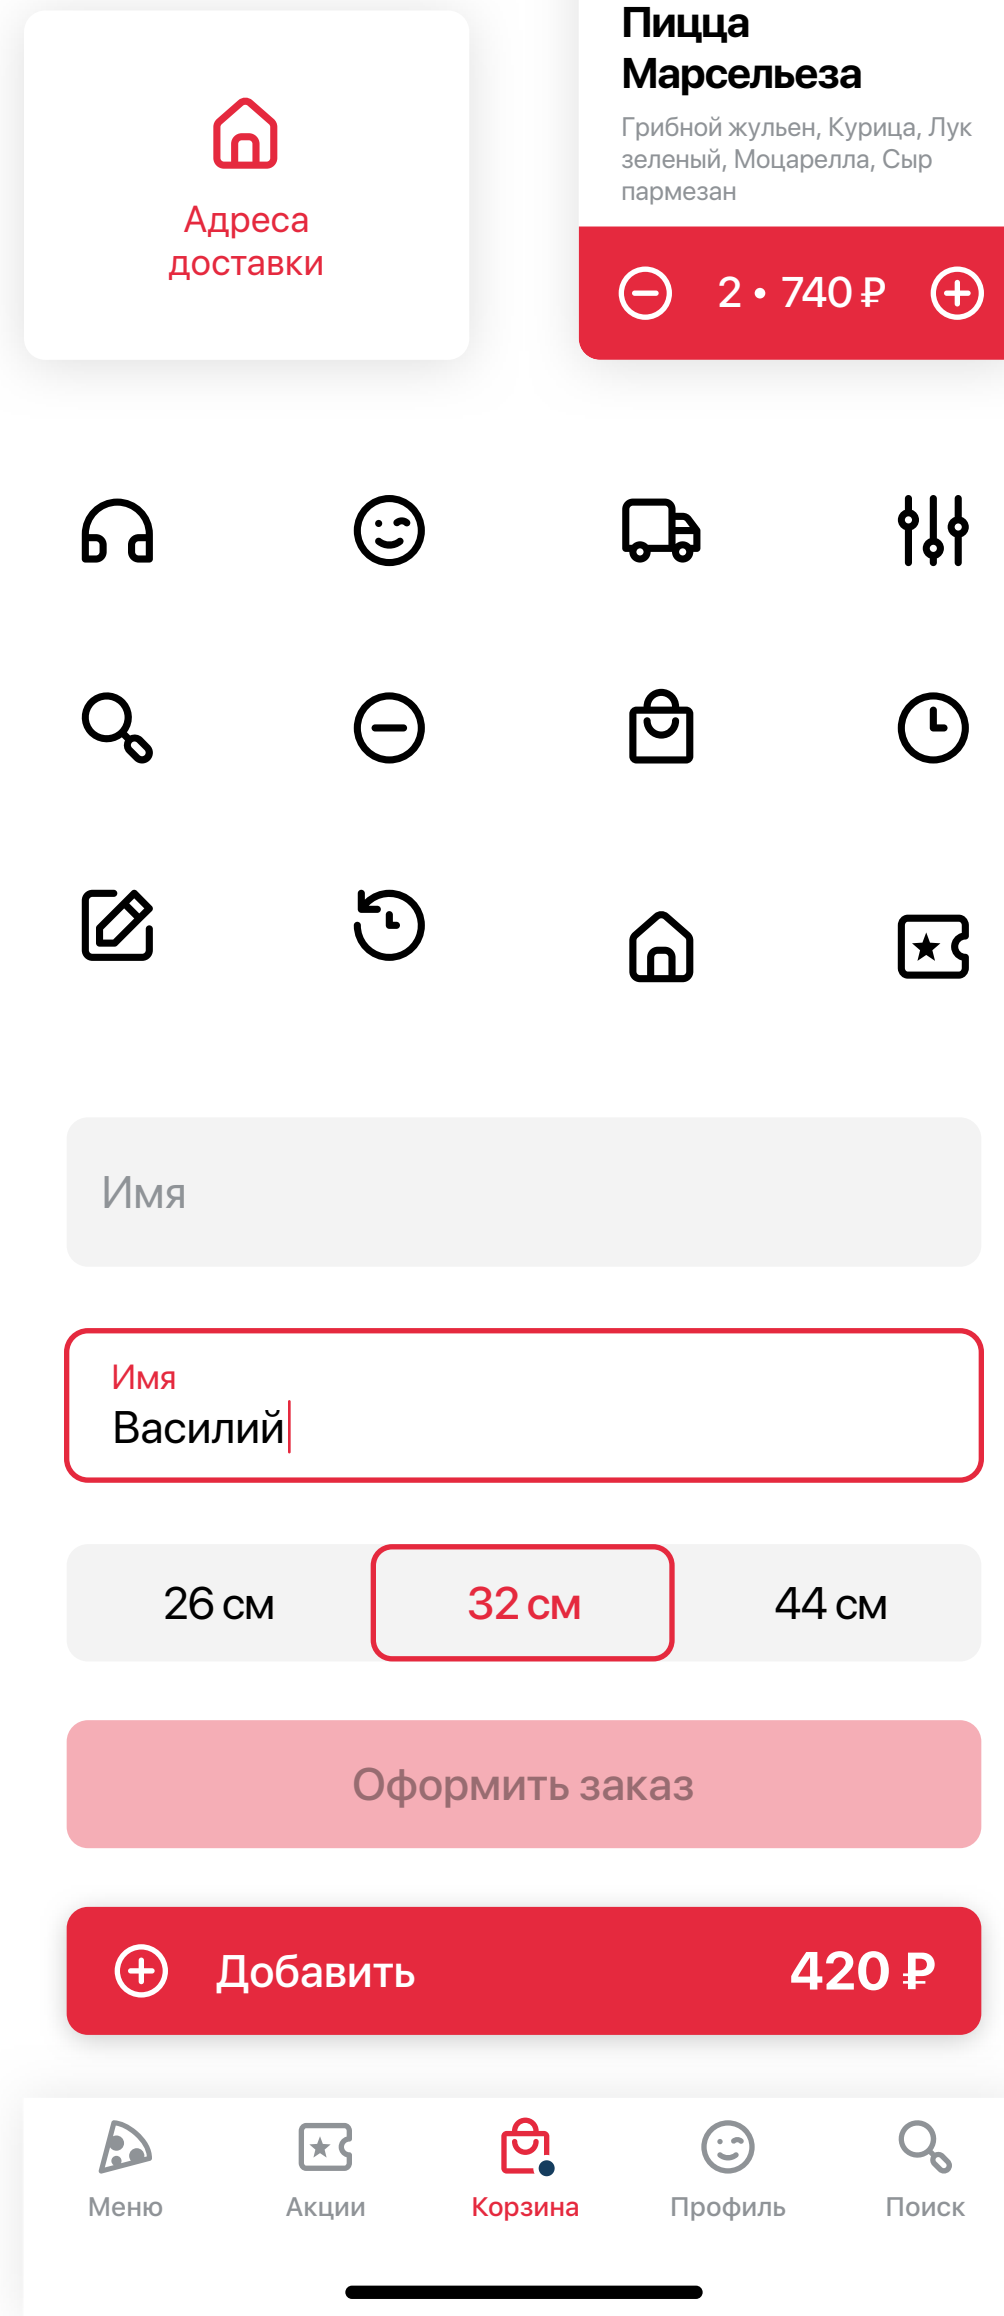 Пицца
Марсельеза
Грибной жульен, Курица, Лук
зеленый, Моцарелла, Сыр
пармезан
Адреса
доставки
2 • 740 ₽
Имя
Имя
Василий
26 см 32 см 44 см
Оформить заказ
Добавить 420 ₽
Меню Акции Корзина Профиль Поиск